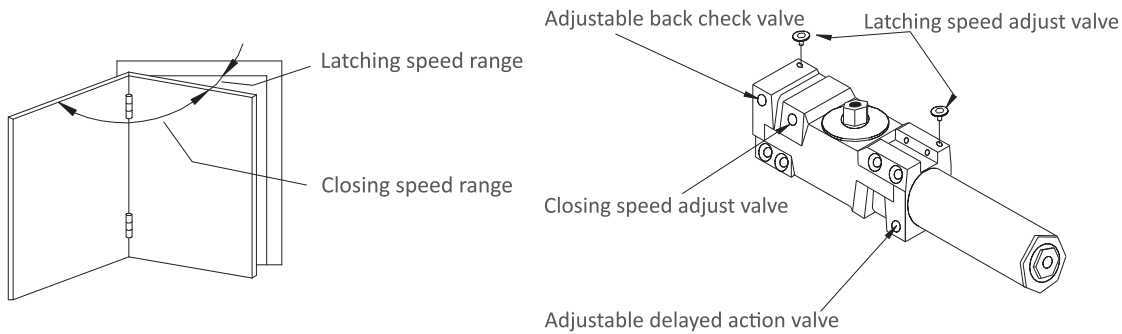 Latching speed range
Closing speed range
Adjustable back check valve
Latching speed adjust valve
Closing speed adjust valve
Adjustable delayed action valve